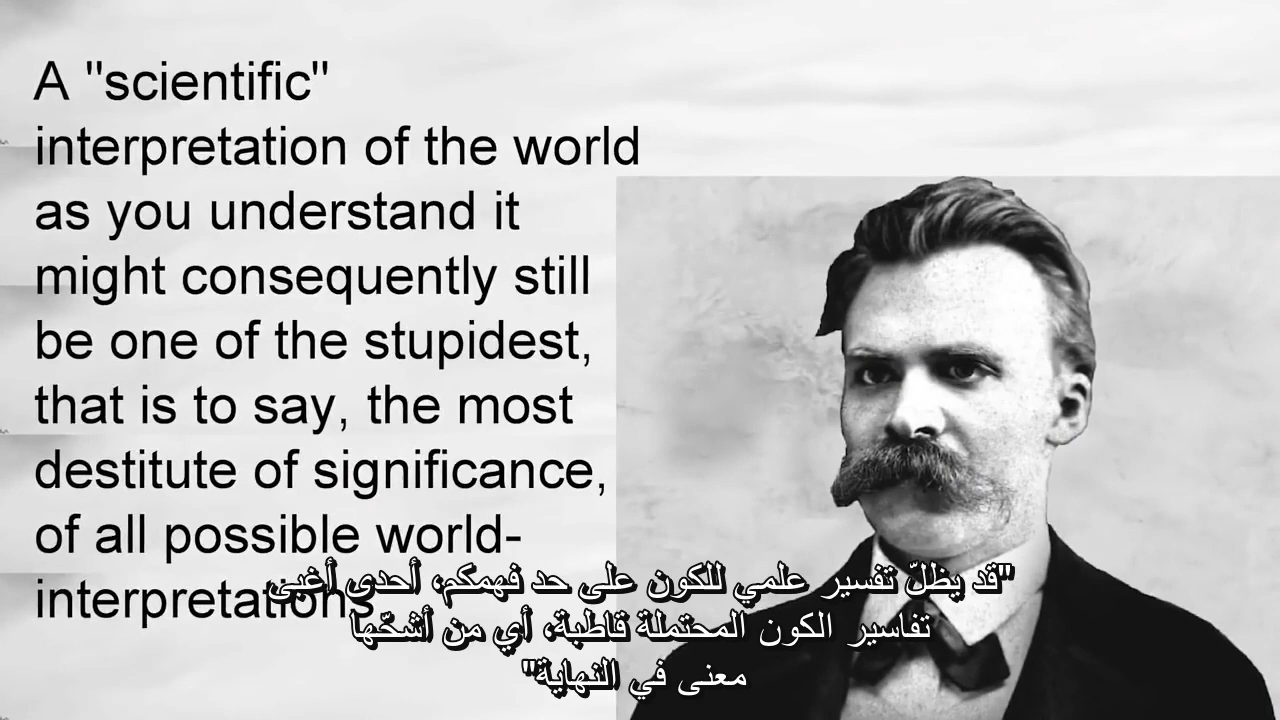 A "scientific"
interpretation of the world
as you understand it
might consequently still
be one of the stupidest,
that is to say, the most
destitute of significance,
of all possible world-
interpretations
"قد يظلّ تفسير علمي للكون على حد فهمكم، أحدى أغبى
تفاسير الكون المحتملة قاطبة، أي من أشحّها
معنى في النهاية"